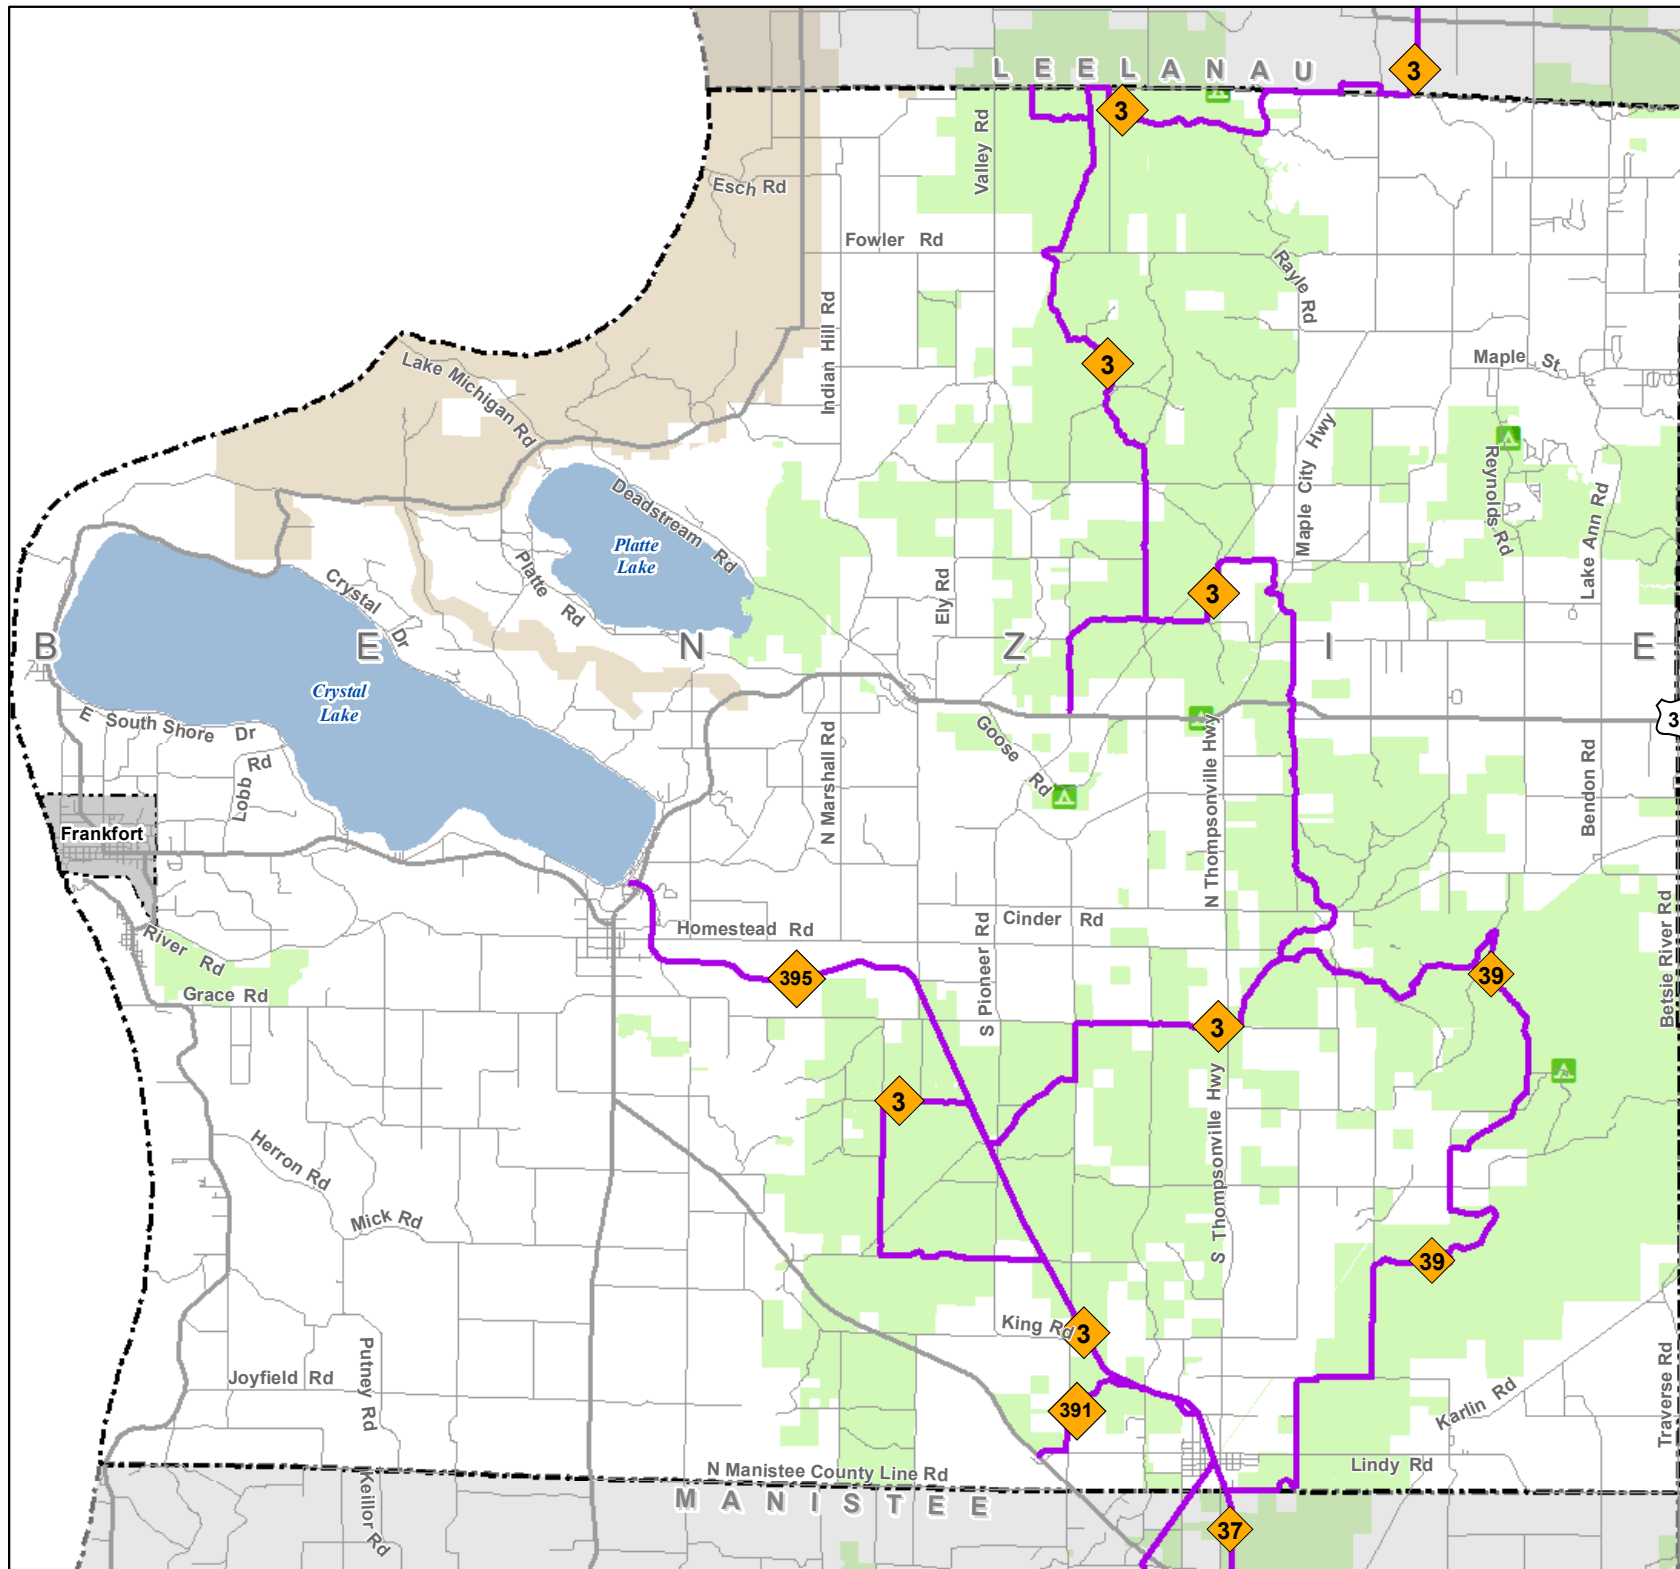 LEELANAU
3
3
Valley Rd
Esch Rd
Fowler Rd
Rayle Rd
Indian Hill Rd
Lake Michigan Rd
3
Maple St
Maple City Hwy
Reynolds Rd
Lake Ann Rd
Deadstream Rd
Platte
Lake
Platte Rd
Crystal Dr
Ely Rd
3
B E N Z I E
Crystal
Lake
E South Shore Dr
Lobb Rd
Goose Rd
N Marshall Rd
N Thompsonville Hwy
3
Bendon Rd
Frankfort
Homestead Rd
Cinder Rd
S Pioneer Rd
Betsie River Rd
River Rd
Grace Rd
395
39
3
3
S Thompsonville Hwy
Herron Rd
Mick Rd
39
King Rd
3
Putney Rd
Joyfield Rd
391
Karlin Rd
Traverse Rd
N Manistee County Line Rd
Lindy Rd
MANISTEE
Keillor Rd
37